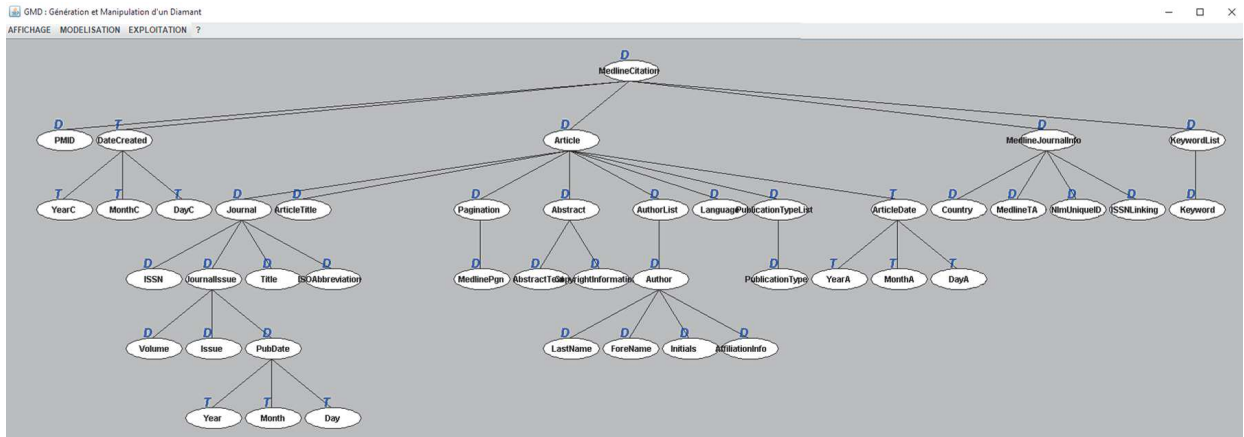 GMD : Génération et Manipulation d'un Diamant
AFFICHAGE MODELISATION EXPLOITATION ?
D
MedlineCitation
D T D D D
PMID DateCreated Article MedlineJournalInfo KeywordList
T T T D D D D D D D T D D D D D
YearC MonthC DayC Journal ArticleTitle Pagination Abstract AuthorList Language PublicationTypeList ArticleDate Country MedlineTA NlmUniqueID ISSNLinking Keyword
D D D D D D D D D T T T
ISSN JournalIssue Title ISOAbbreviation MedlinePgn AbstractText CopyrightInformation Author PublicationType YearA MonthA DayA
D D D D D D D
Volume Issue PubDate LastName ForeName Initials AffiliationInfo
T T T
Year Month Day